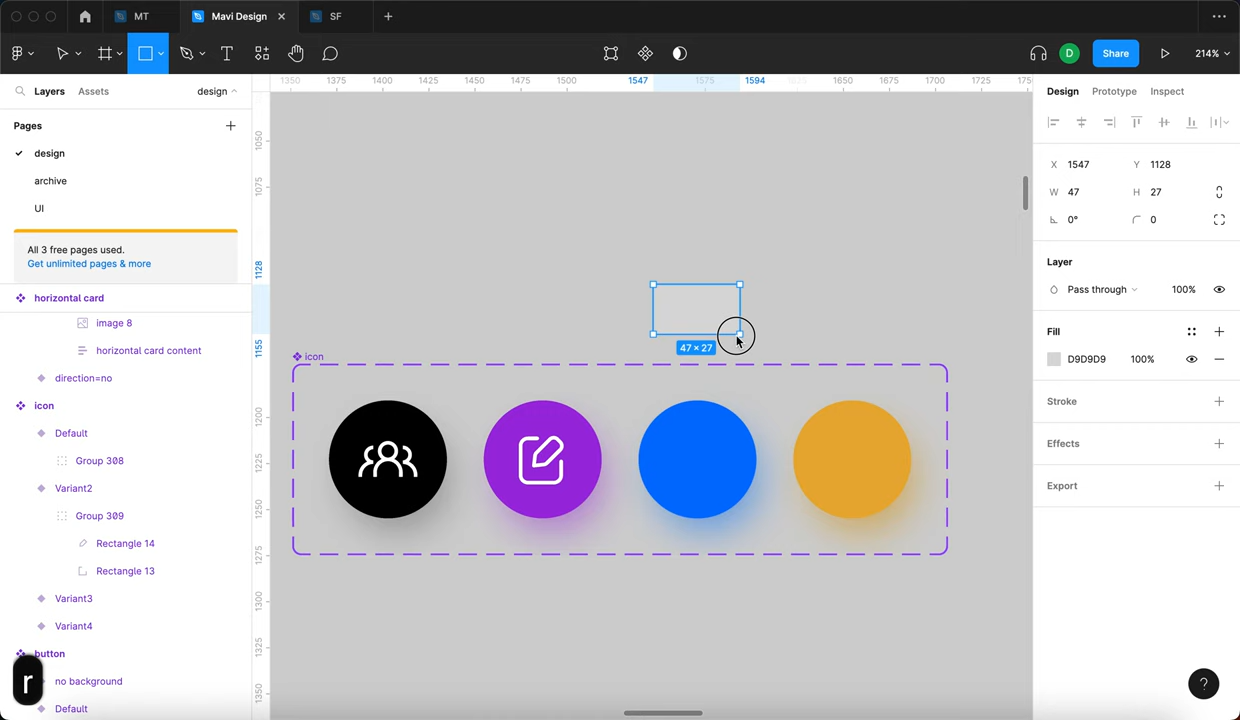 MT
Mavi Design
SF
D
Share
214%
Layers
Assets
design
Pages
design
archive
UI
All 3 free pages used.
Get unlimited pages & more
horizontal card
image 8
horizontal card content
direction=no
icon
Default
Group 308
Variant2
Group 309
Rectangle 14
Rectangle 13
Variant3
Variant4
button
no background
Default
r
1350 1375 1400 1425 1450 1475 1500 1547 1575 1594 1650 1675 1700 1725
1050
1075
1128
1155
1200
1225
1250
1275
1300
1325
1350
47 × 27
icon
Design
Prototype
Inspect
X 1547 Y 1128
W 47 H 27
0° 0
Layer
Pass through 100%
Fill
D9D9D9 100%
Stroke
Effects
Export
?